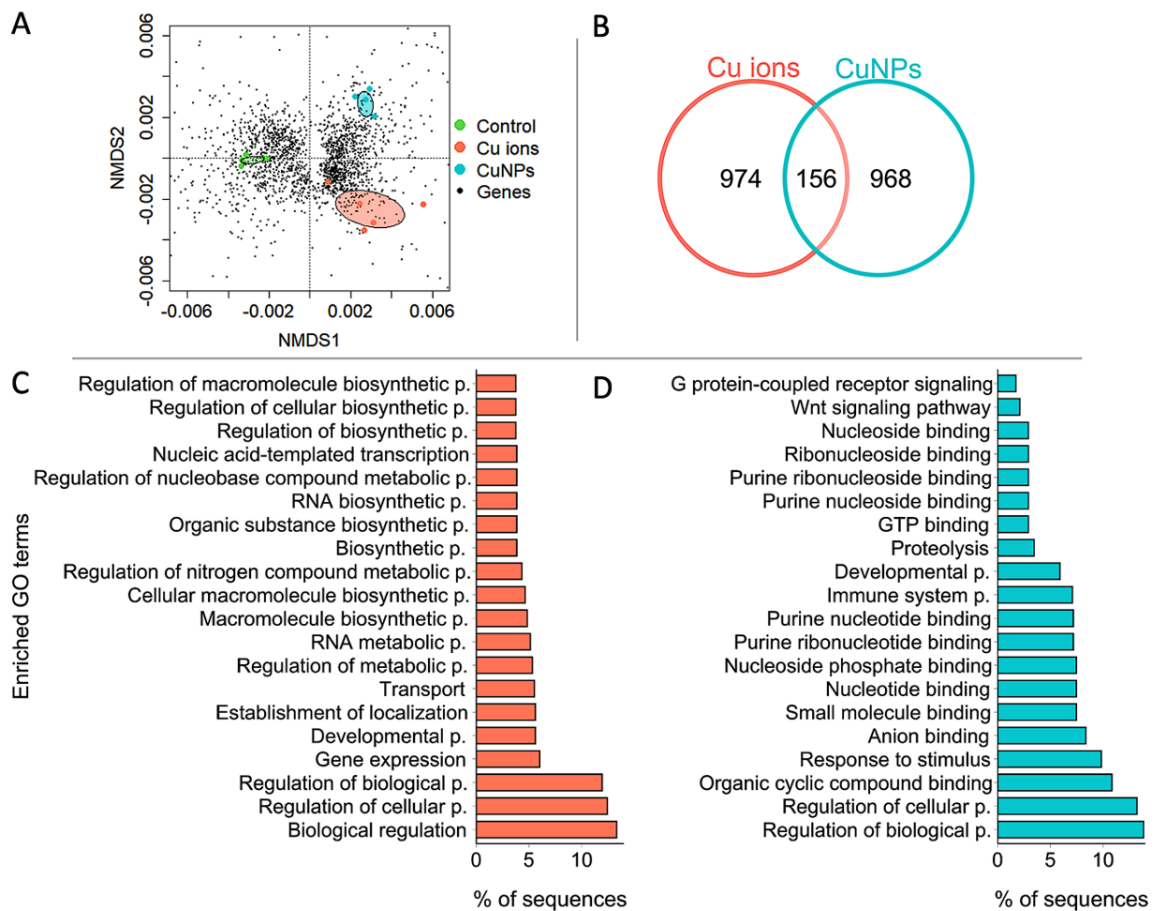 A
0.006
0.002
-0.002
-0.006
NMDS2
-0.006
-0.002
0.002
0.006
NMDS1
Control
Cu ions
CuNPs
Genes
B
Cu ions
CuNPs
974
156
968
C
Enriched GO terms
Regulation of macromolecule biosynthetic p.
Regulation of cellular biosynthetic p.
Regulation of biosynthetic p.
Nucleic acid-templated transcription
Regulation of nucleobase compound metabolic p.
RNA biosynthetic p.
Organic substance biosynthetic p.
Biosynthetic p.
Regulation of nitrogen compound metabolic p.
Cellular macromolecule biosynthetic p.
Macromolecule biosynthetic p.
RNA metabolic p.
Regulation of metabolic p.
Transport
Establishment of localization
Developmental p.
Gene expression
Regulation of biological p.
Regulation of cellular p.
Biological regulation
0
5
10
% of sequences
D
G protein-coupled receptor signaling
Wnt signaling pathway
Nucleoside binding
Ribonucleoside binding
Purine ribonucleoside binding
Purine nucleoside binding
GTP binding
Proteolysis
Developmental p.
Immune system p.
Purine nucleotide binding
Purine ribonucleotide binding
Nucleoside phosphate binding
Nucleotide binding
Small molecule binding
Anion binding
Response to stimulus
Organic cyclic compound binding
Regulation of cellular p.
Regulation of biological p.
0
5
10
% of sequences